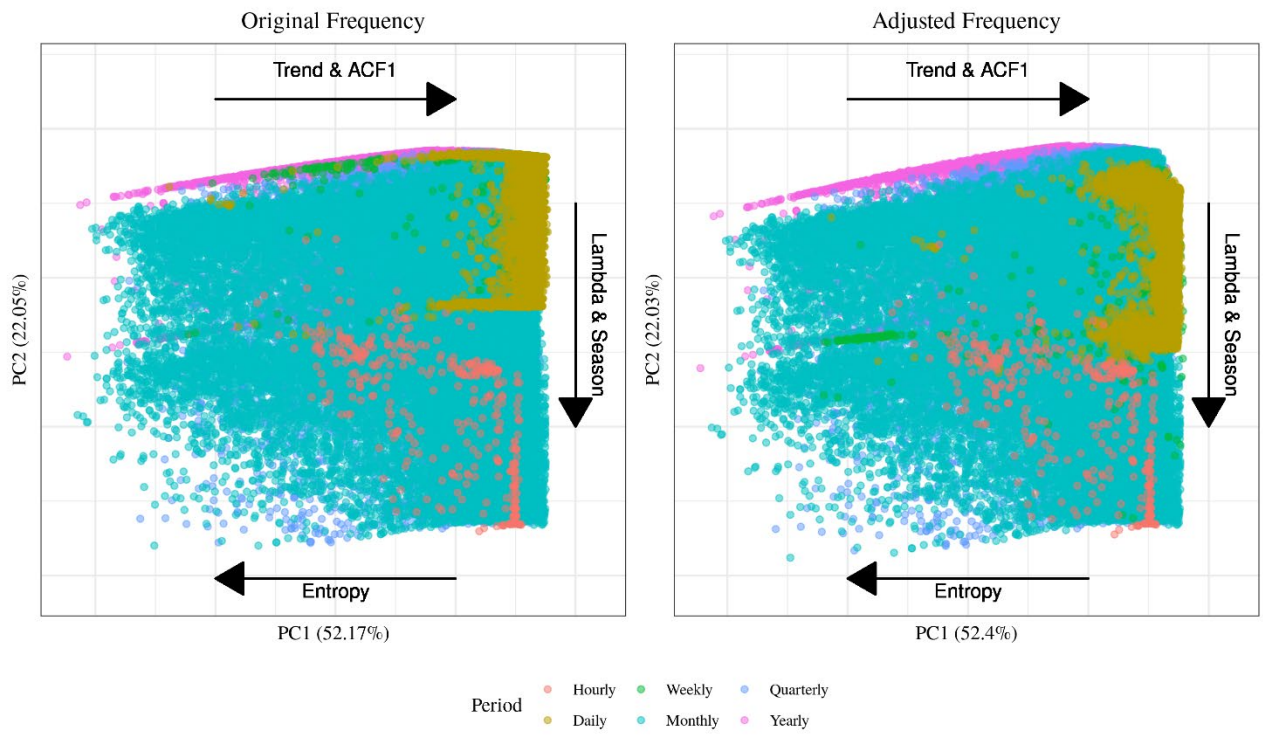 Original Frequency
Adjusted Frequency
Trend & ACF1
Trend & ACF1
PC2 (22.05%)
Lambda & Season
PC2 (22.03%)
Lambda & Season
Entropy
Entropy
PC1 (52.17%)
PC1 (52.4%)
Period
Hourly
Weekly
Quarterly
Daily
Monthly
Yearly